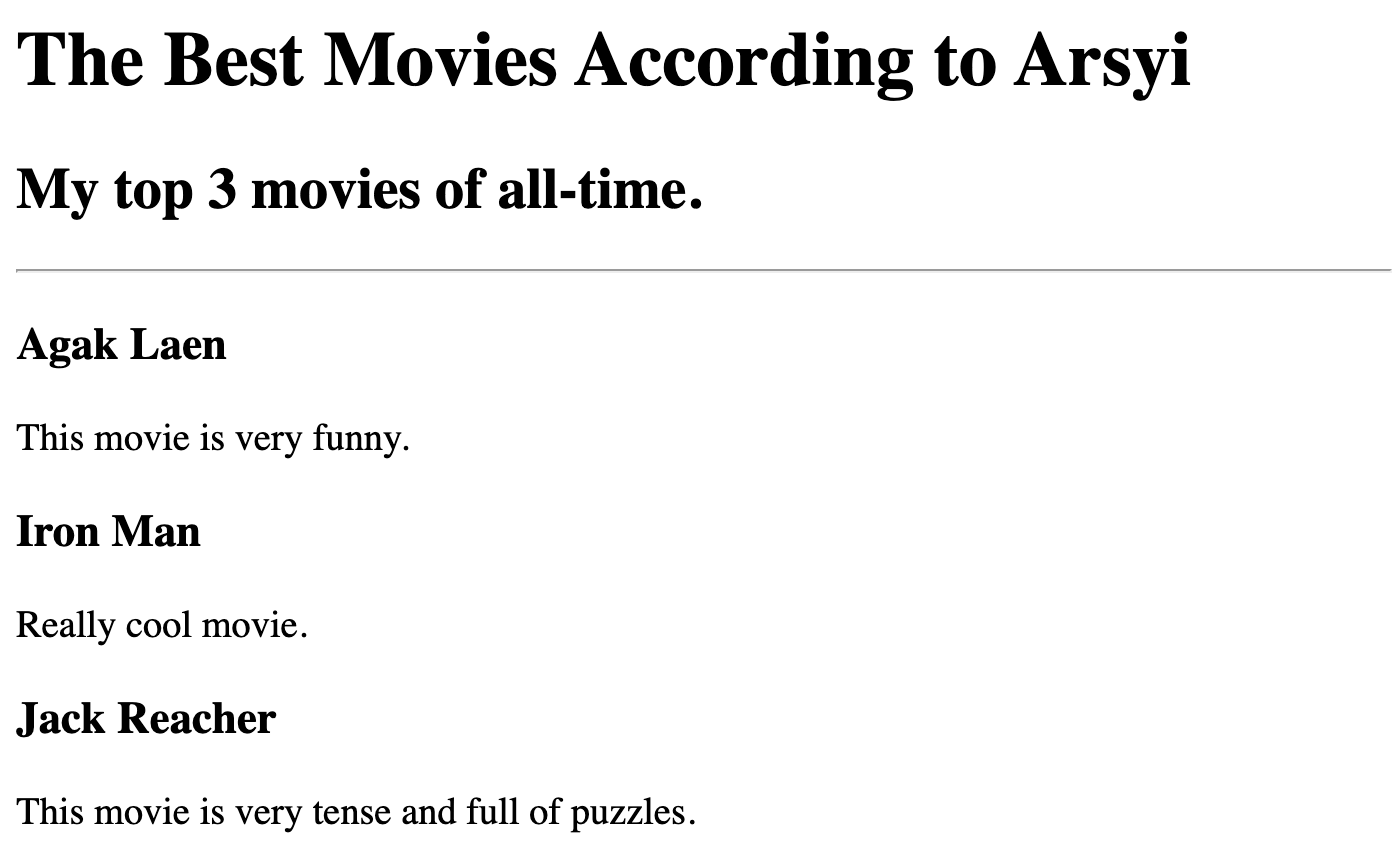 The Best Movies According to Arsyi
My top 3 movies of all-time.
Agak Laen
This movie is very funny.
Iron Man
Really cool movie.
Jack Reacher
This movie is very tense and full of puzzles.